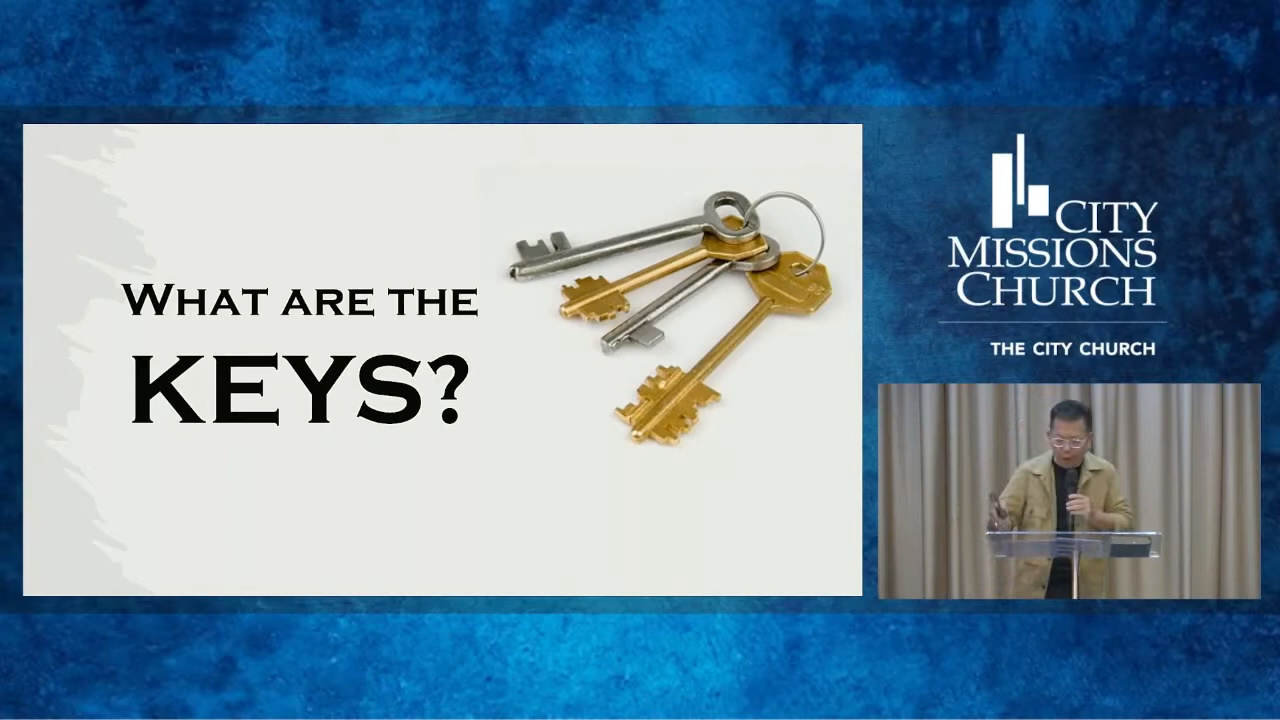 WHAT ARE THE
KEYS?
CITY
MISSIONS
CHURCH
THE CITY CHURCH